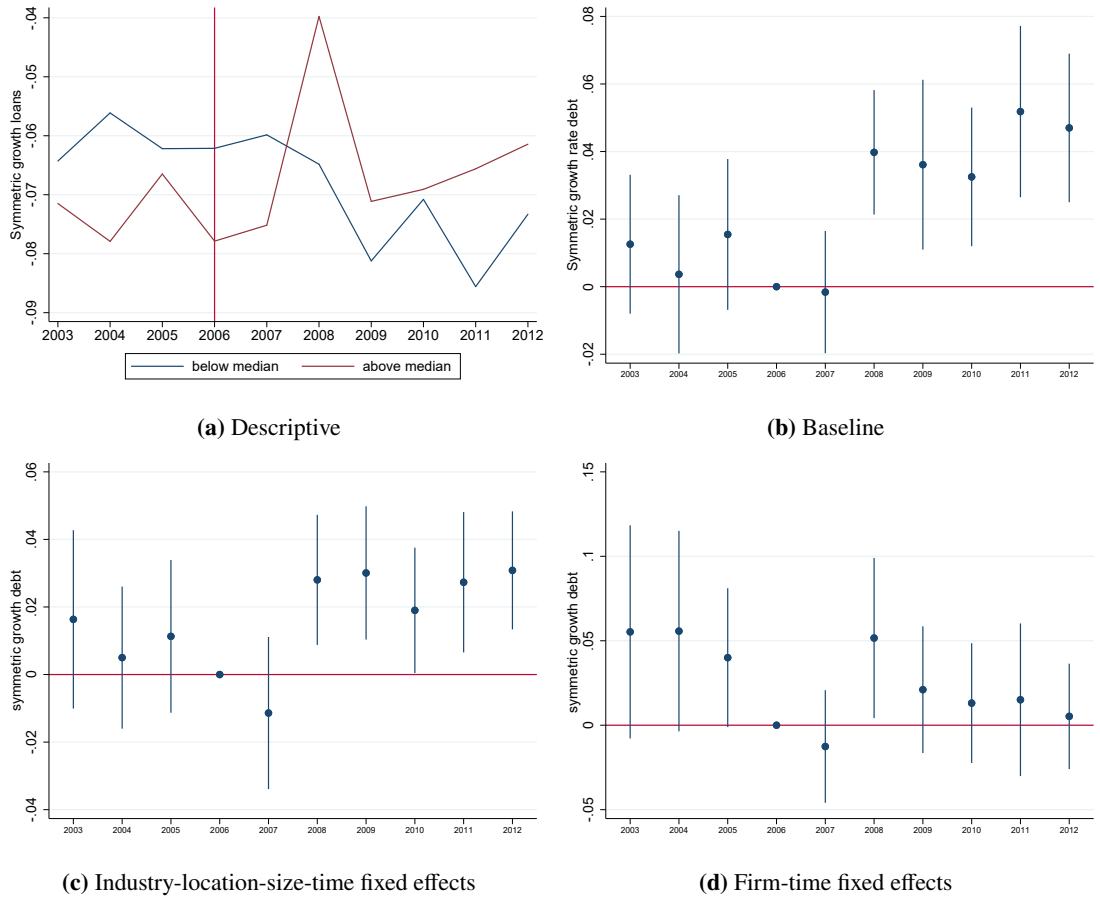 Symmetric growth loans
-.04
-.05
-.06
-.07
-.08
-.09
2003 2004 2005 2006 2007 2008 2009 2010 2011 2012
below median above median
(a) Descriptive
Symmetric growth rate debt
.08
.06
.04
.02
0
-.02
2003 2004 2005 2006 2007 2008 2009 2010 2011 2012
(b) Baseline
symmetric growth debt
.06
.04
.02
0
-.02
-.04
2003 2004 2005 2006 2007 2008 2009 2010 2011 2012
(c) Industry-location-size-time fixed effects
symmetric growth debt
.15
.1
.05
0
-.05
2003 2004 2005 2006 2007 2008 2009 2010 2011 2012
(d) Firm-time fixed effects